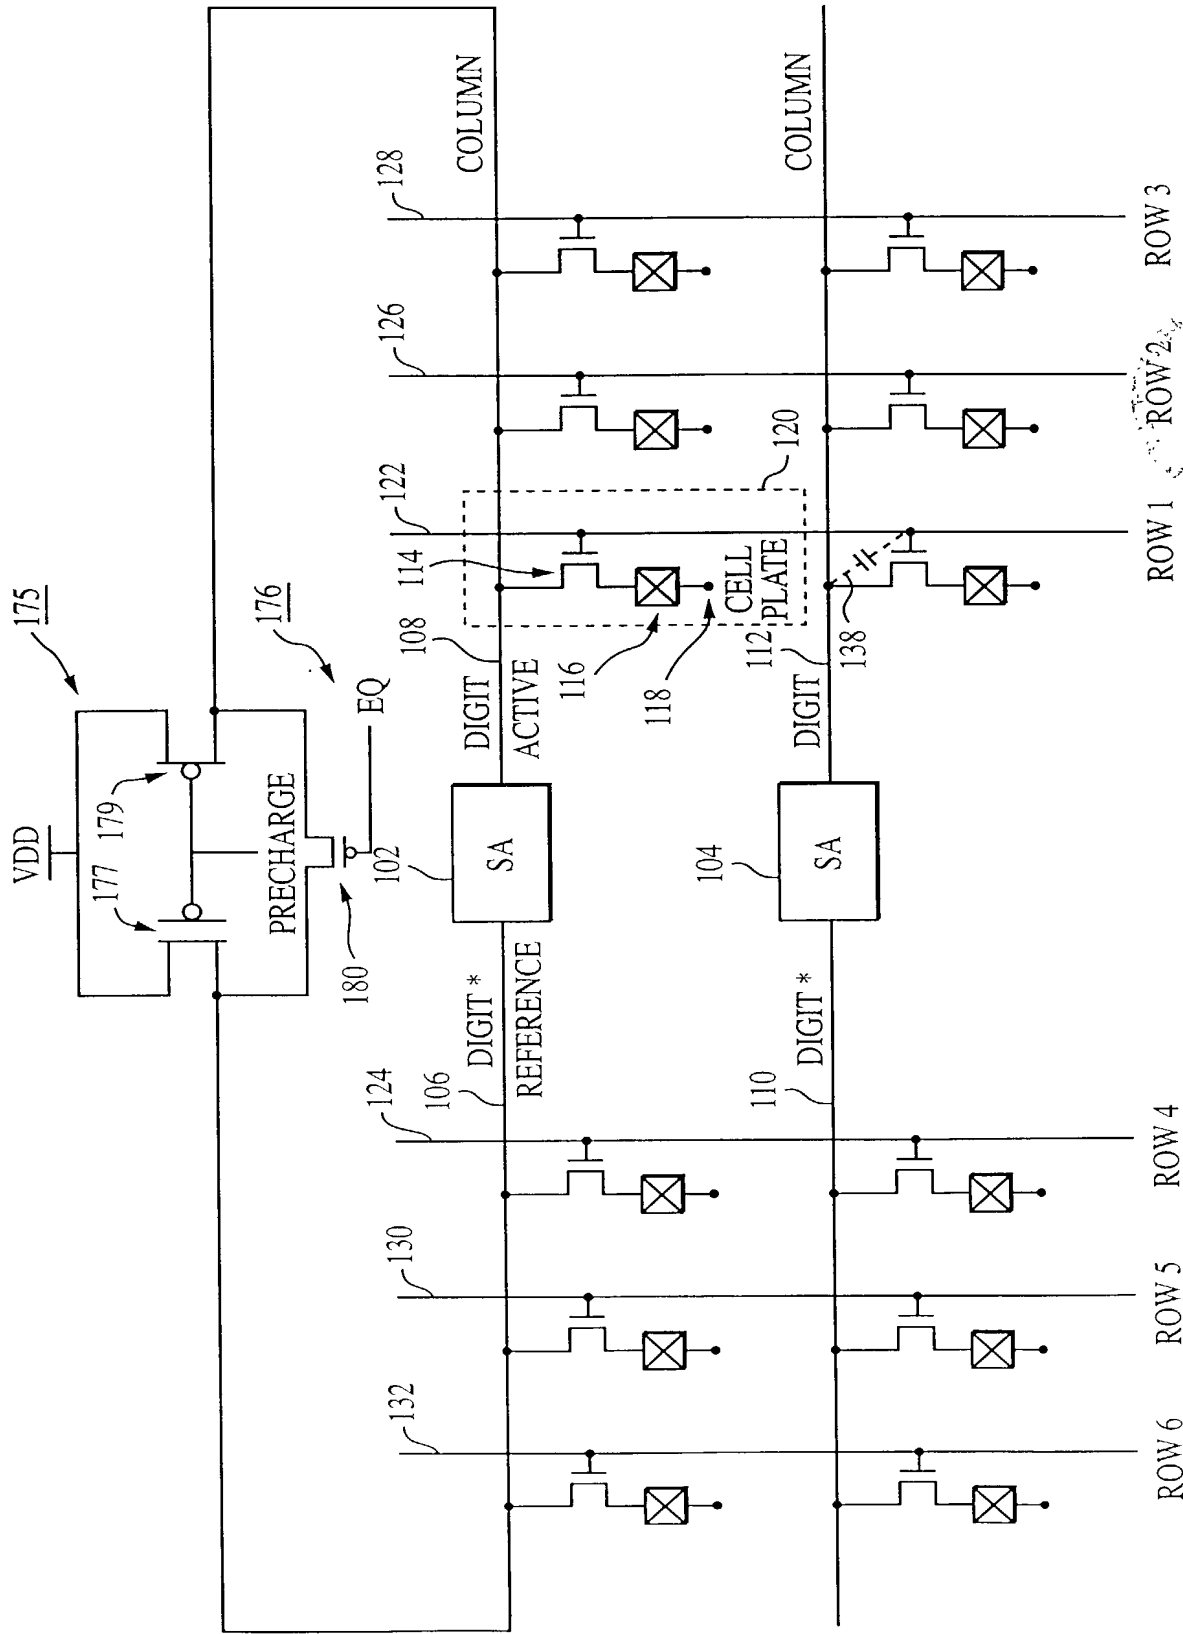 VDD
175
177
179
PRECHARGE
176
EQ
180
102
SA
DIGIT *
REFERENCE
106
DIGIT
ACTIVE
108
COLUMN
124
130
132
122
126
128
114
116
118
CELL
PLATE
120
104
SA
DIGIT *
110
DIGIT
112
138
COLUMN
ROW 6
ROW 5
ROW 4
ROW 1
ROW 2
ROW 3